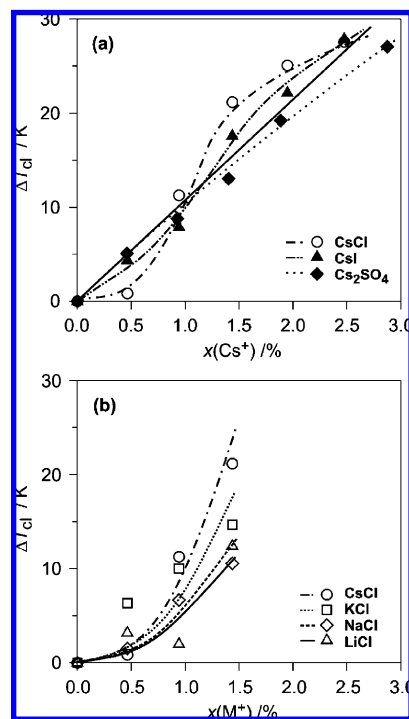 30
(a)
20
ΔT_cl / K
10
CsCl
CsI
Cs₂SO₄
0
0.0 0.5 1.0 1.5 2.0 2.5 3.0
x(Cs⁺) /%
30
(b)
20
ΔT_cl / K
10
CsCl
KCl
NaCl
LiCl
0
0.0 0.5 1.0 1.5 2.0 2.5 3.0
x(M⁺) /%